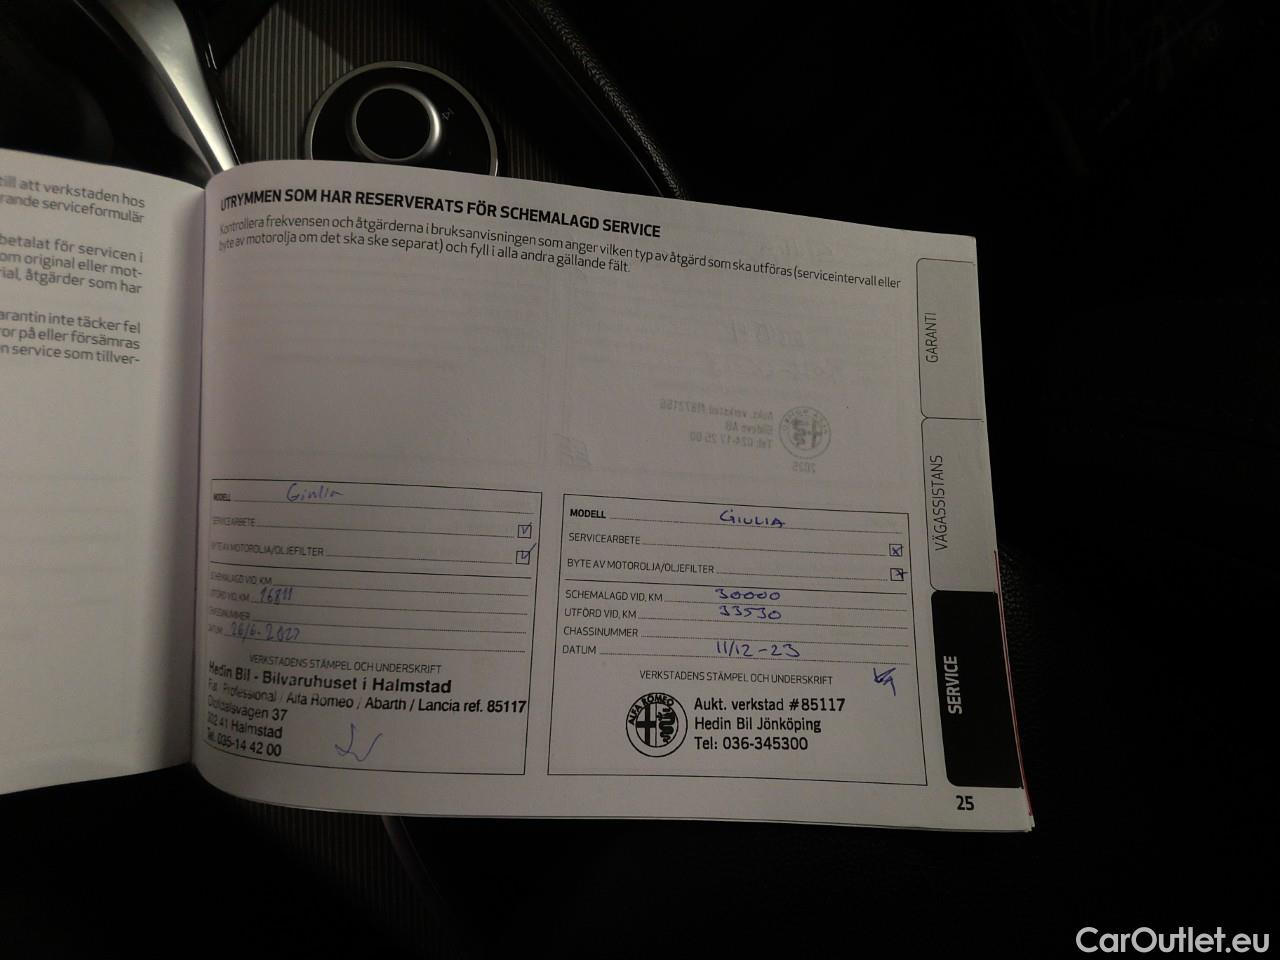 till att verkstaden hos
rande serviceformulär
betalat för servicen i
om original eller mot-
rial, åtgärder som har
arantin inte täcker fel
or på eller försämras
n service som tillver-
UTRYMMEN SOM HAR RESERVERATS FÖR SCHEMALAGD SERVICE
Kontrollera frekvensen och åtgärderna i bruksanvisningen som anger vilken typ av åtgärd som ska utföras (serviceintervall eller
byte av motorolja om det ska ske separat) och fyll i alla andra gällande fält.
MODELL Giulia
SERVICEARBETE
BYTE AV MOTOROLJA/OLJEFILTER
SCHEMALAGD VID, KM
UTFÖRD VID, KM 16811
CHASSINUMMER
DATUM 26/6-2022
VERKSTADENS STÄMPEL OCH UNDERSKRIFT
Hedin Bil - Bilvaruhuset i Halmstad
Fiat Professional / Alfa Romeo / Abarth / Lancia ref. 85117
37
302 41 Halmstad
Tel. 035-14 42 00
MODELL GIULIA
SERVICEARBETE x
BYTE AV MOTOROLJA/OLJEFILTER x
SCHEMALAGD VID, KM 30000
UTFÖRD VID, KM 33530
CHASSINUMMER
DATUM 11/12-23
VERKSTADENS STÄMPEL OCH UNDERSKRIFT
ALFA ROMEO
Aukt. verkstad #85117
Hedin Bil Jönköping
Tel: 036-345300
GARANTI
VÄGASSISTANS
SERVICE
25
CarOutlet.eu